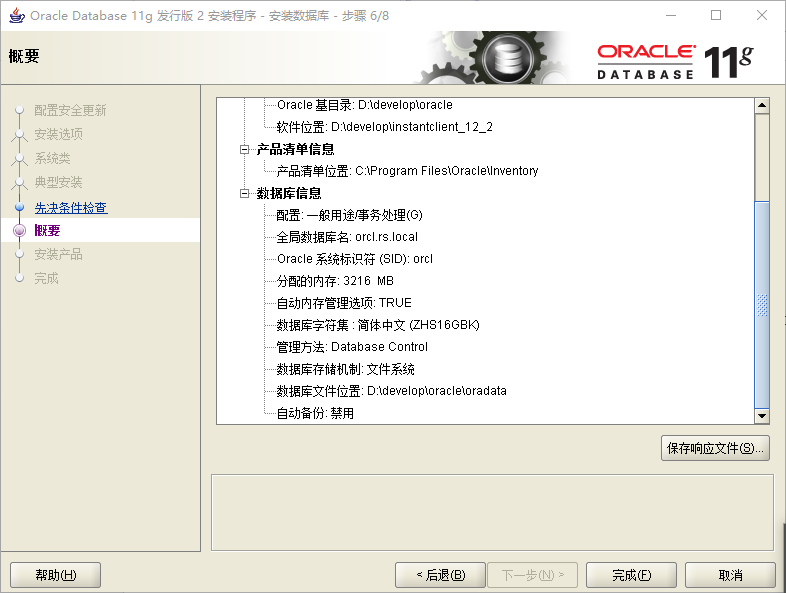 Oracle Database 11g 发行版 2 安装程序 - 安装数据库 - 步骤 6/8
概要
ORACLE
DATABASE
11g
配置安全更新
安装选项
系统类
典型安装
先决条件检查
概要
安装产品
完成
Oracle 基目录: D:\develop\oracle
软件位置: D:\develop\instantclient_12_2
产品清单信息
产品清单位置: C:\Program Files\Oracle\Inventory
数据库信息
配置: 一般用途/事务处理(G)
全局数据库名: orcl.rs.local
Oracle 系统标识符 (SID): orcl
分配的内存: 3216 MB
自动内存管理选项: TRUE
数据库字符集 : 简体中文 (ZHS16GBK)
管理方法: Database Control
数据库存储机制: 文件系统
数据库文件位置: D:\develop\oracle\oradata
自动备份: 禁用
保存响应文件(S)...
帮助(H)
< 后退(B)
下一步(N) >
完成(F)
取消